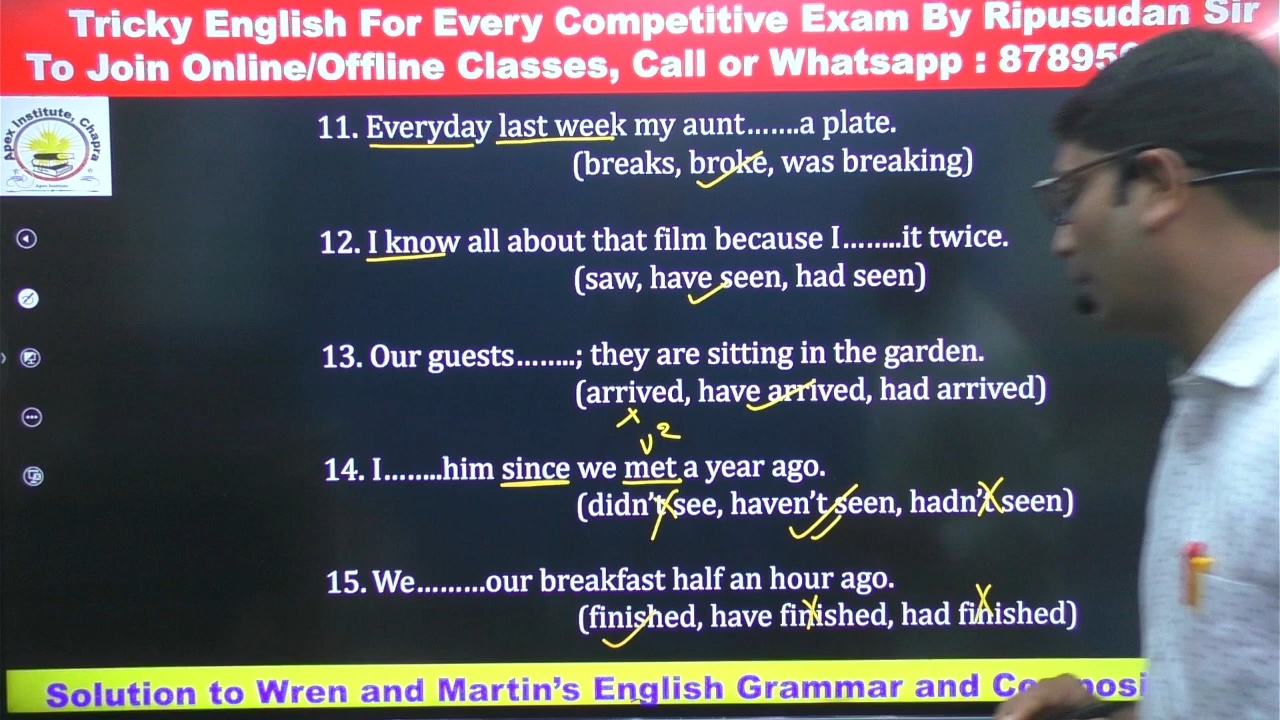 Tricky English For Every Competitive Exam By Ripusudan Sir
To Join Online/Offline Classes, Call or Whatsapp : 87895
Apex Institute, Chapra
Apex Institute
11. Everyday last week my aunt.......a plate.
(breaks, broke, was breaking)
12. I know all about that film because I........it twice.
(saw, have seen, had seen)
13. Our guests........; they are sitting in the garden.
(arrived, have arrived, had arrived)
x
v2
14. I........him since we met a year ago.
(didn't see, haven't seen, hadn't seen)
15. We.........our breakfast half an hour ago.
(finished, have finished, had finished)
Solution to Wren and Martin's English Grammar and